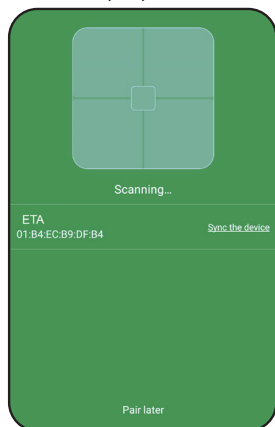 Scanning...
ETA
01:B4:EC:B9:DF:B4
Sync the device
Pair later